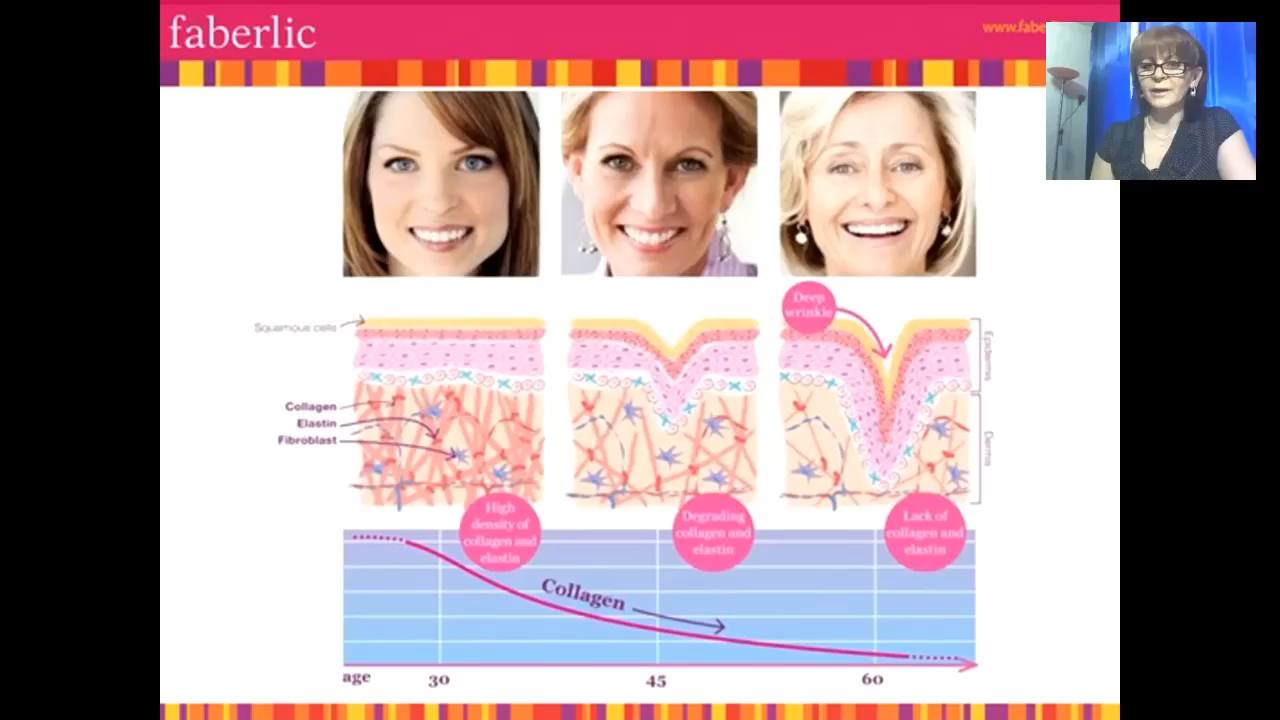 faberlic
www.fabe
Deep
wrinkle
Squamous cells
Epidermis
Collagen
Elastin
Fibroblast
Dermis
High
density of
collagen and
elastin
Degrading
collagen and
elastin
Lack of
collagen and
elastin
Collagen
age
30
45
60